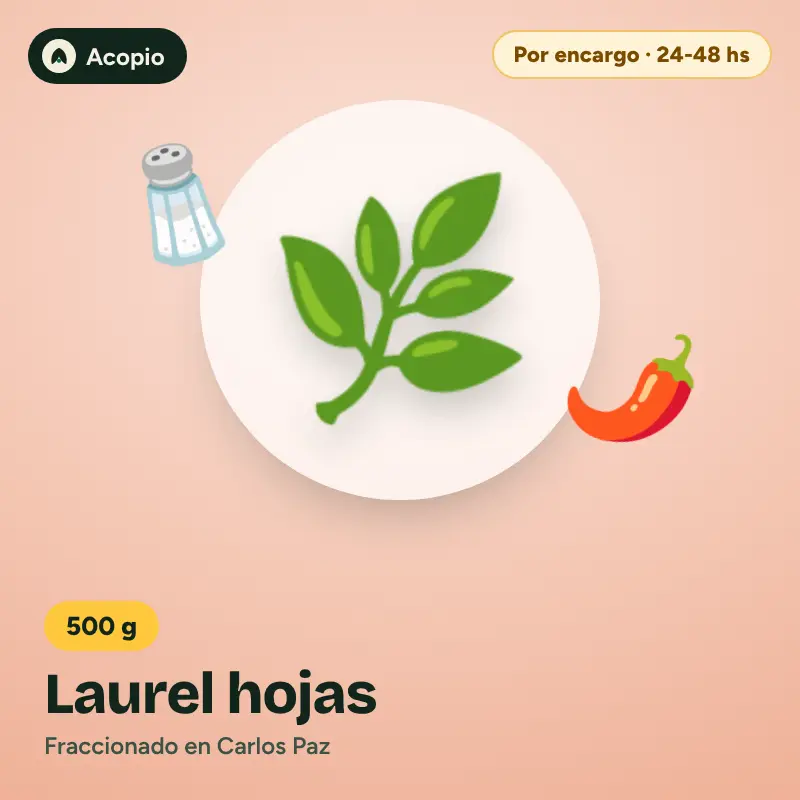 Acopio
Por encargo · 24-48 hs
500 g
Laurel hojas
Fraccionado en Carlos Paz